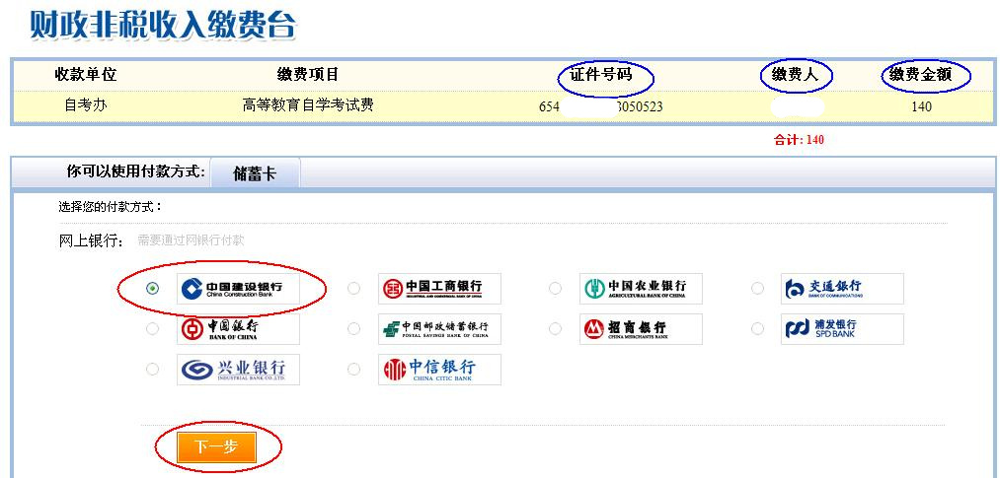 财政非税收入缴费台
收款单位 缴费项目 证件号码 缴费人 缴费金额
自考办 高等教育自学考试费 654 3050523 140
合计: 140
你可以使用付款方式: 储蓄卡
选择您的付款方式：
网上银行: 需要通过网银行付款
中国建设银行 中国工商银行 中国农业银行 交通银行
China Construction Bank INDUSTRIAL AND COMMERCIAL BANK OF CHINA AGRICULTURAL BANK OF CHINA BANK OF COMMUNICATIONS
中国银行 中国邮政储蓄银行 招商银行 浦发银行
BANK OF CHINA POSTAL SAVINGS BANK OF CHINA CHINA MERCHANTS BANK SPD BANK
兴业银行 中信银行
INDUSTRIAL BANK CO.,LTD. CHINA CITIC BANK
下一步